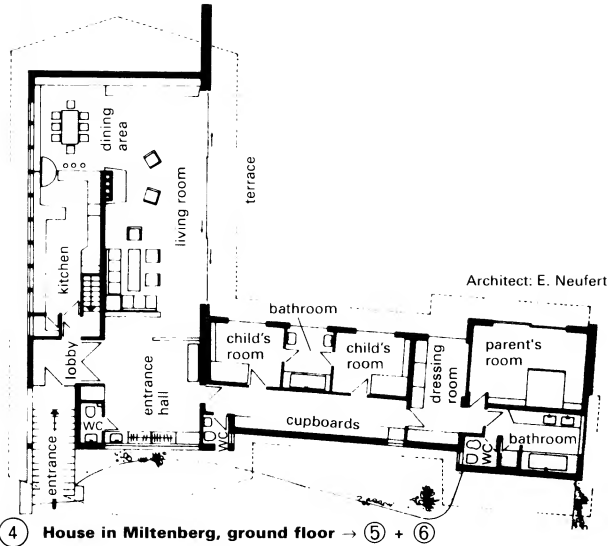 dining
area
living room
terrace
kitchen
Architect: E. Neufert
bathroom
child's
room
child's
room
dressing
room
parent's
room
lobby
entrance
hall
WC
cupboards
WC
entrance
WC
bathroom
4 House in Miltenberg, ground floor → 5 + 6